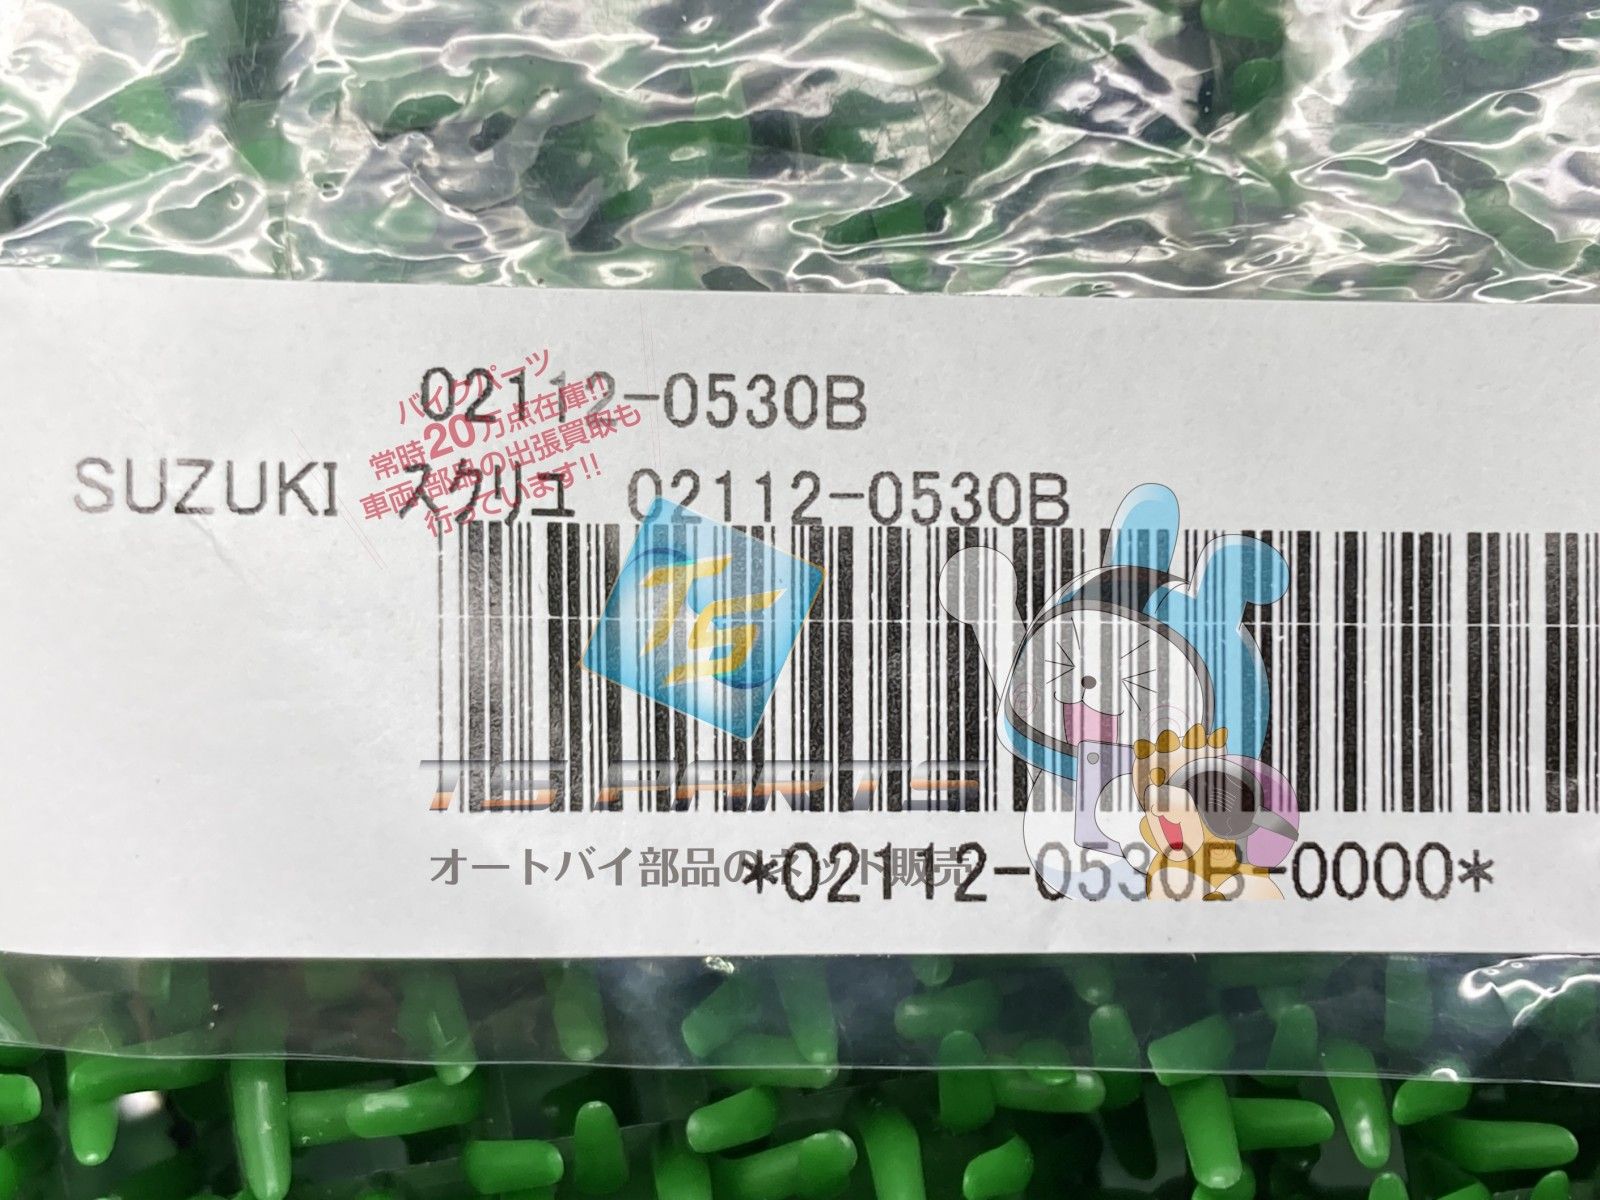 02112-0530B
バイクパーツ
常時20万点在庫!!
車両・部品の出張買取も
行っています!!
SUZUKI スクリュ 02112-0530B
TS
TS PARTS
オートバイ部品のネット販売
*02112-0530B-0000*